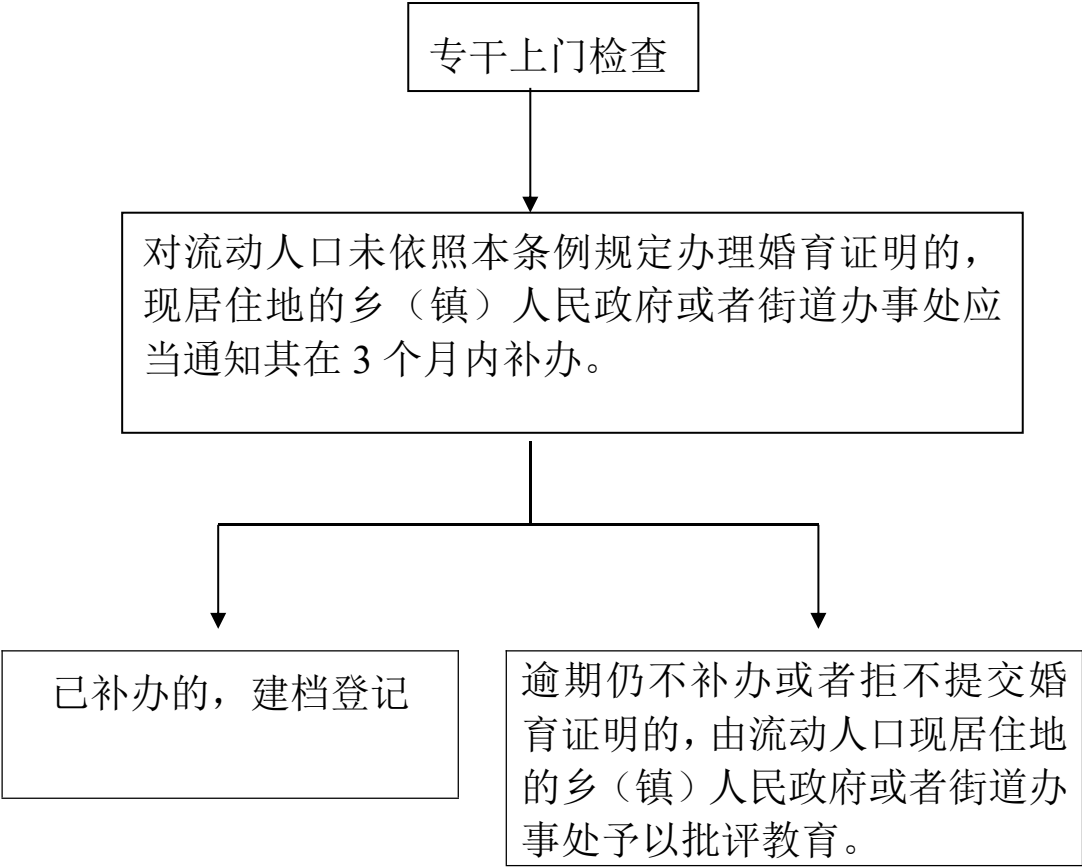 专干上门检查
对流动人口未依照本条例规定办理婚育证明的，
现居住地的乡（镇）人民政府或者街道办事处应
当通知其在 3 个月内补办。
已补办的，建档登记
逾期仍不补办或者拒不提交婚
育证明的，由流动人口现居住地
的乡（镇）人民政府或者街道办
事处予以批评教育。